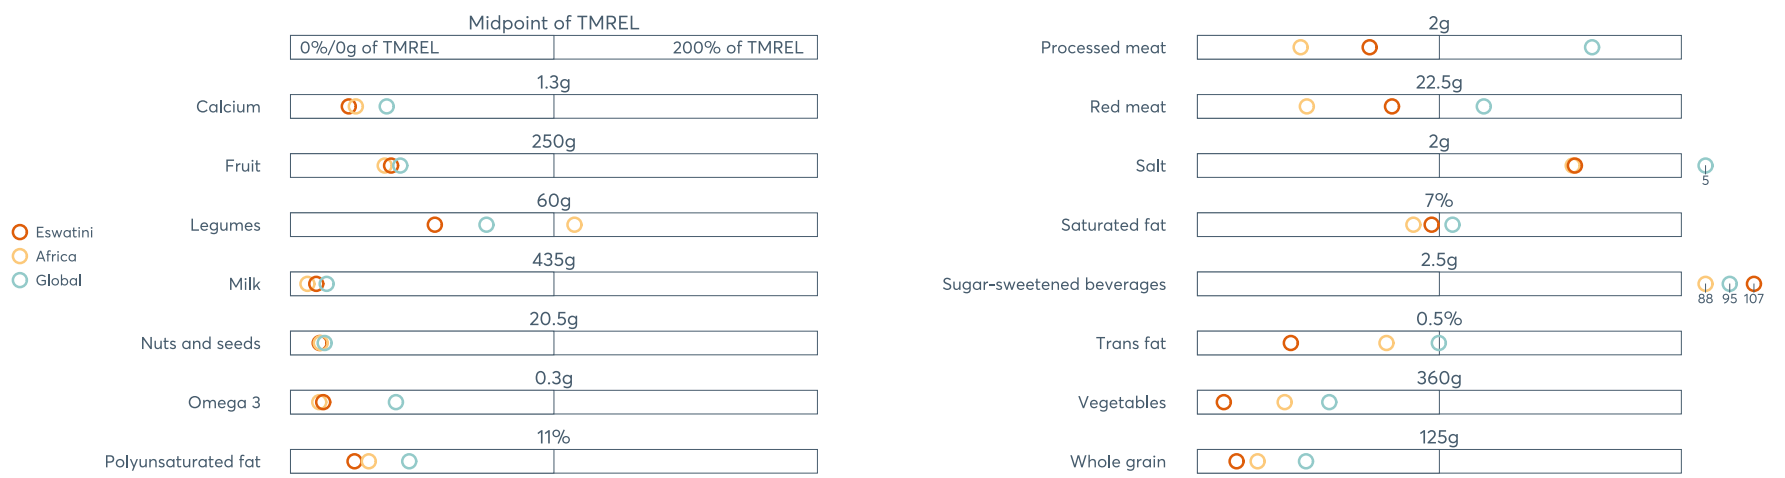 Midpoint of TMREL
0%/0g of TMREL
200% of TMREL
1.3g
Calcium
250g
Fruit
60g
Legumes
435g
Milk
20.5g
Nuts and seeds
0.3g
Omega 3
11%
Polyunsaturated fat
Eswatini
Africa
Global
2g
Processed meat
22.5g
Red meat
2g
Salt
5
7%
Saturated fat
2.5g
Sugar-sweetened beverages
88 95 107
0.5%
Trans fat
360g
Vegetables
125g
Whole grain